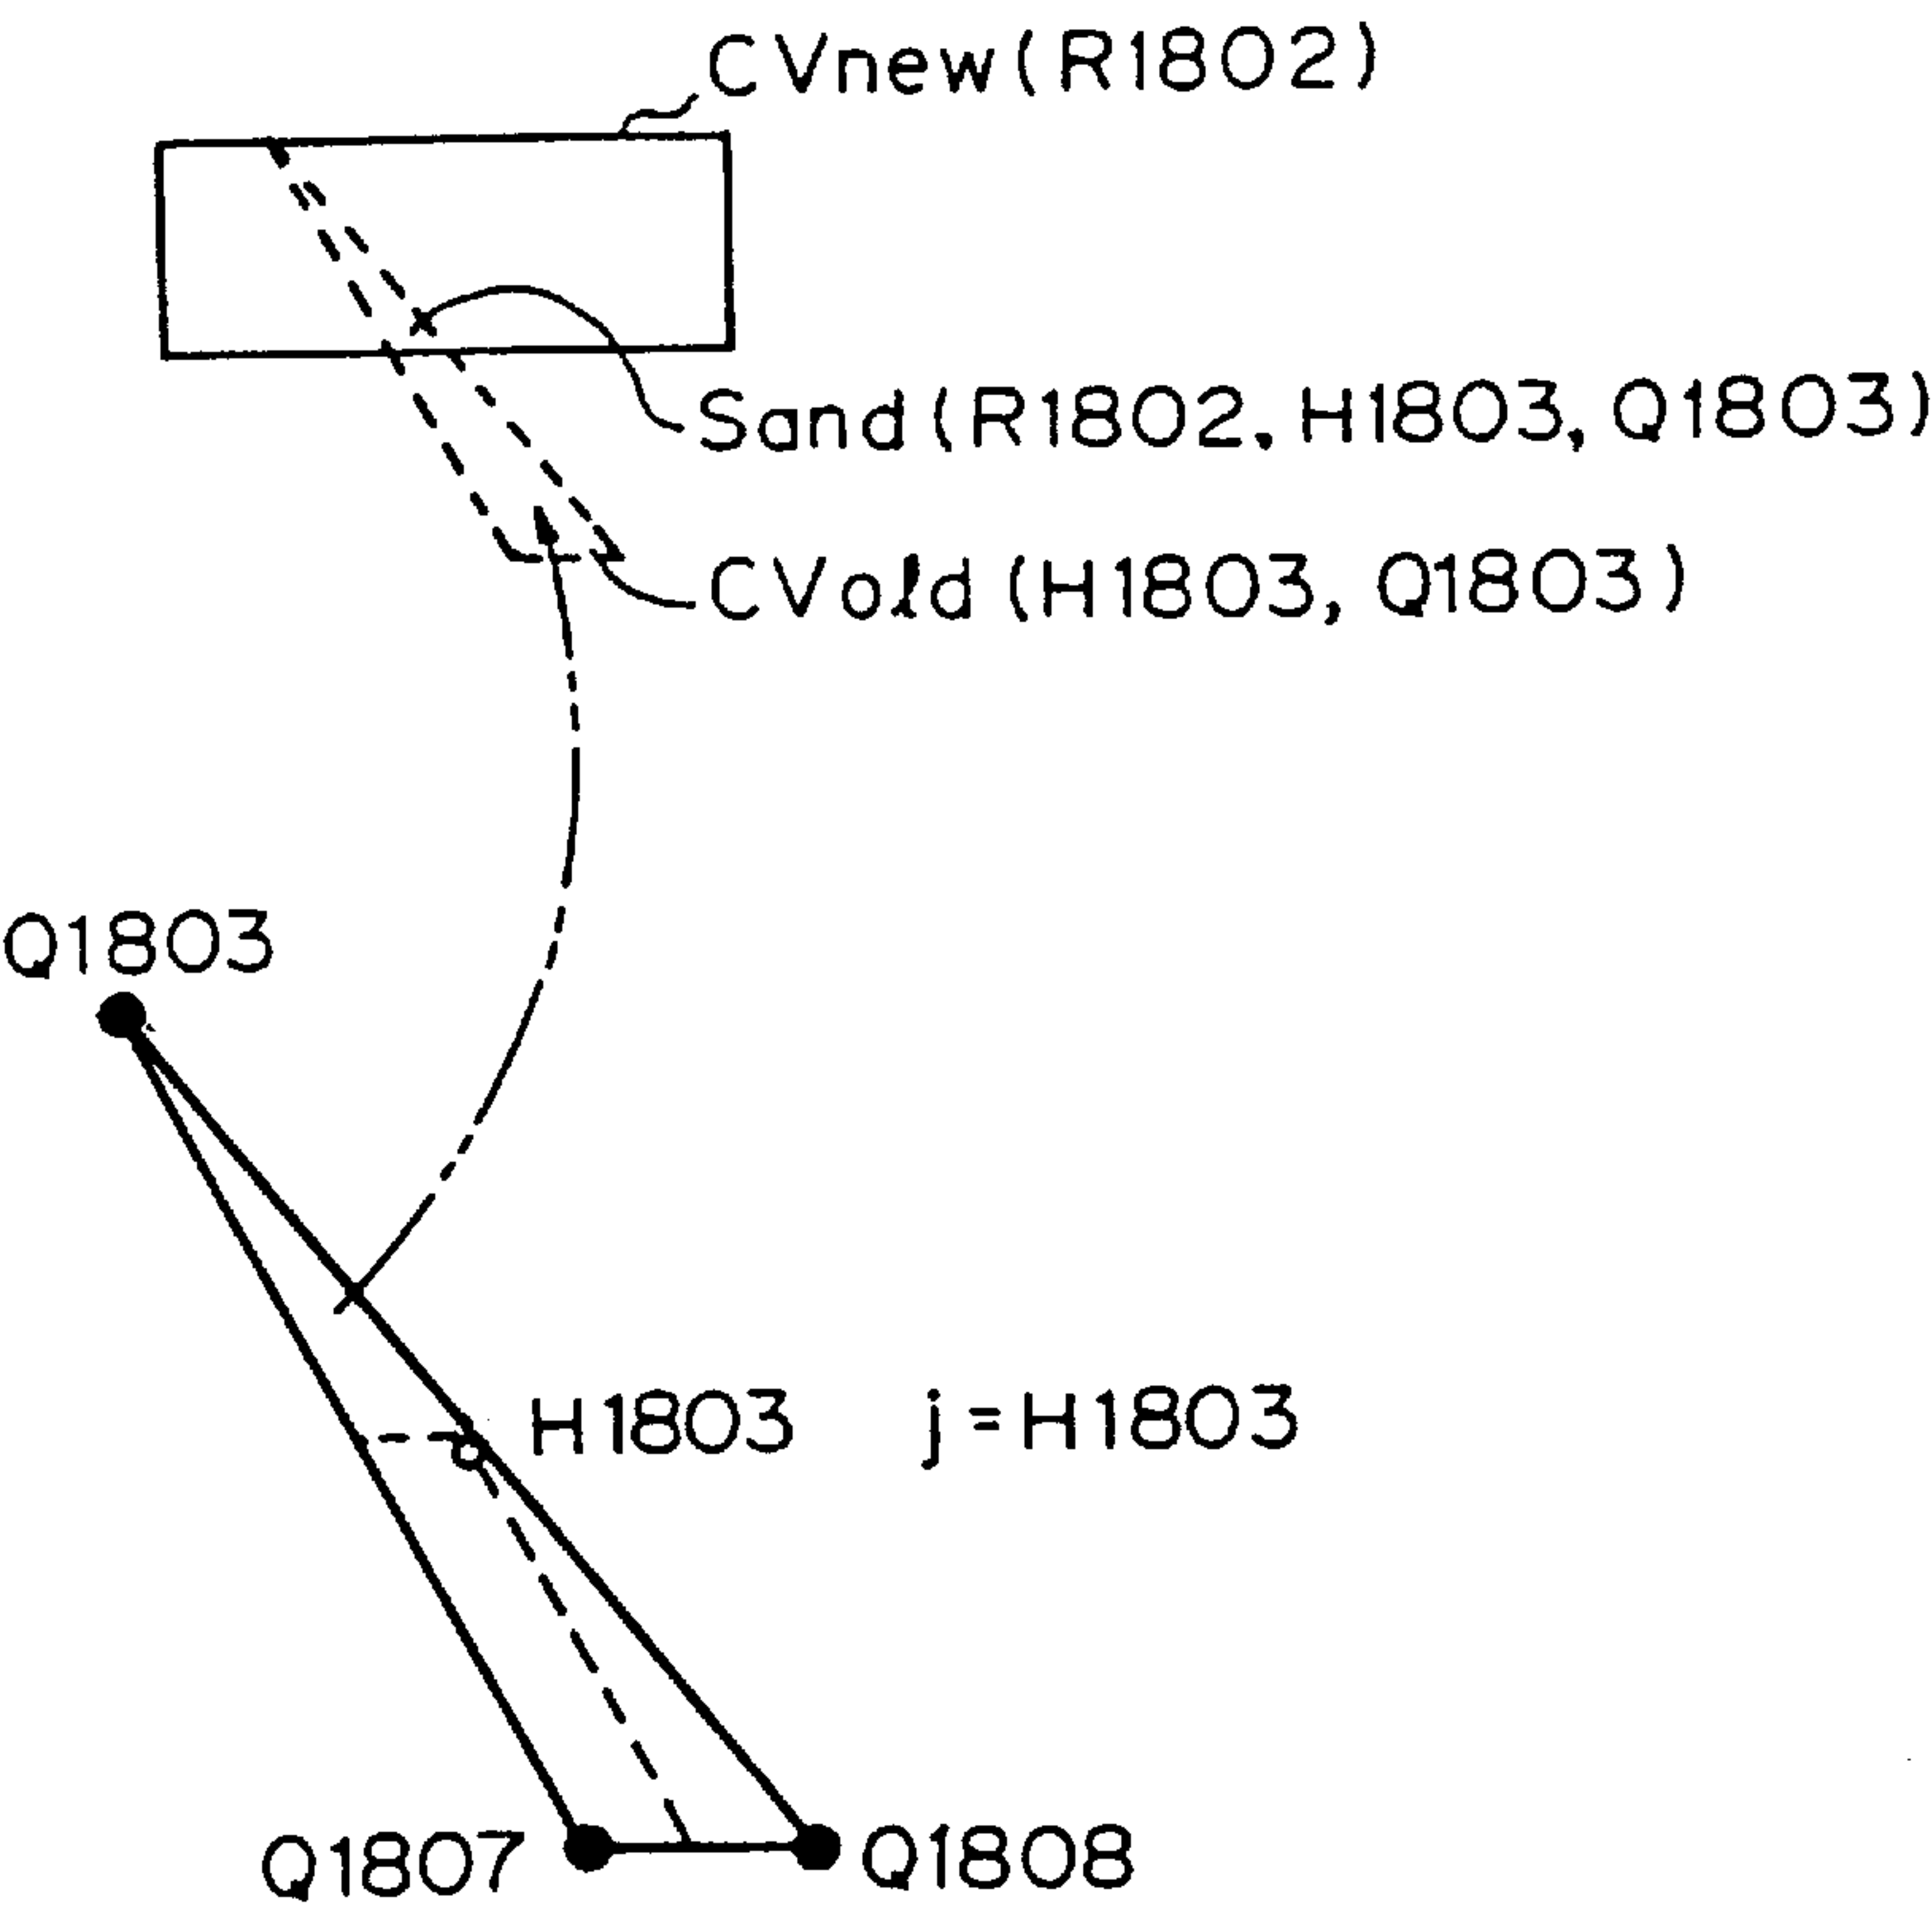 CVnew(R1802)
Sand(R1802, H1803, Q1803)
CVold(H1803, Q1803)
Q1803
H1803 j=H1803
Q1807 Q1808